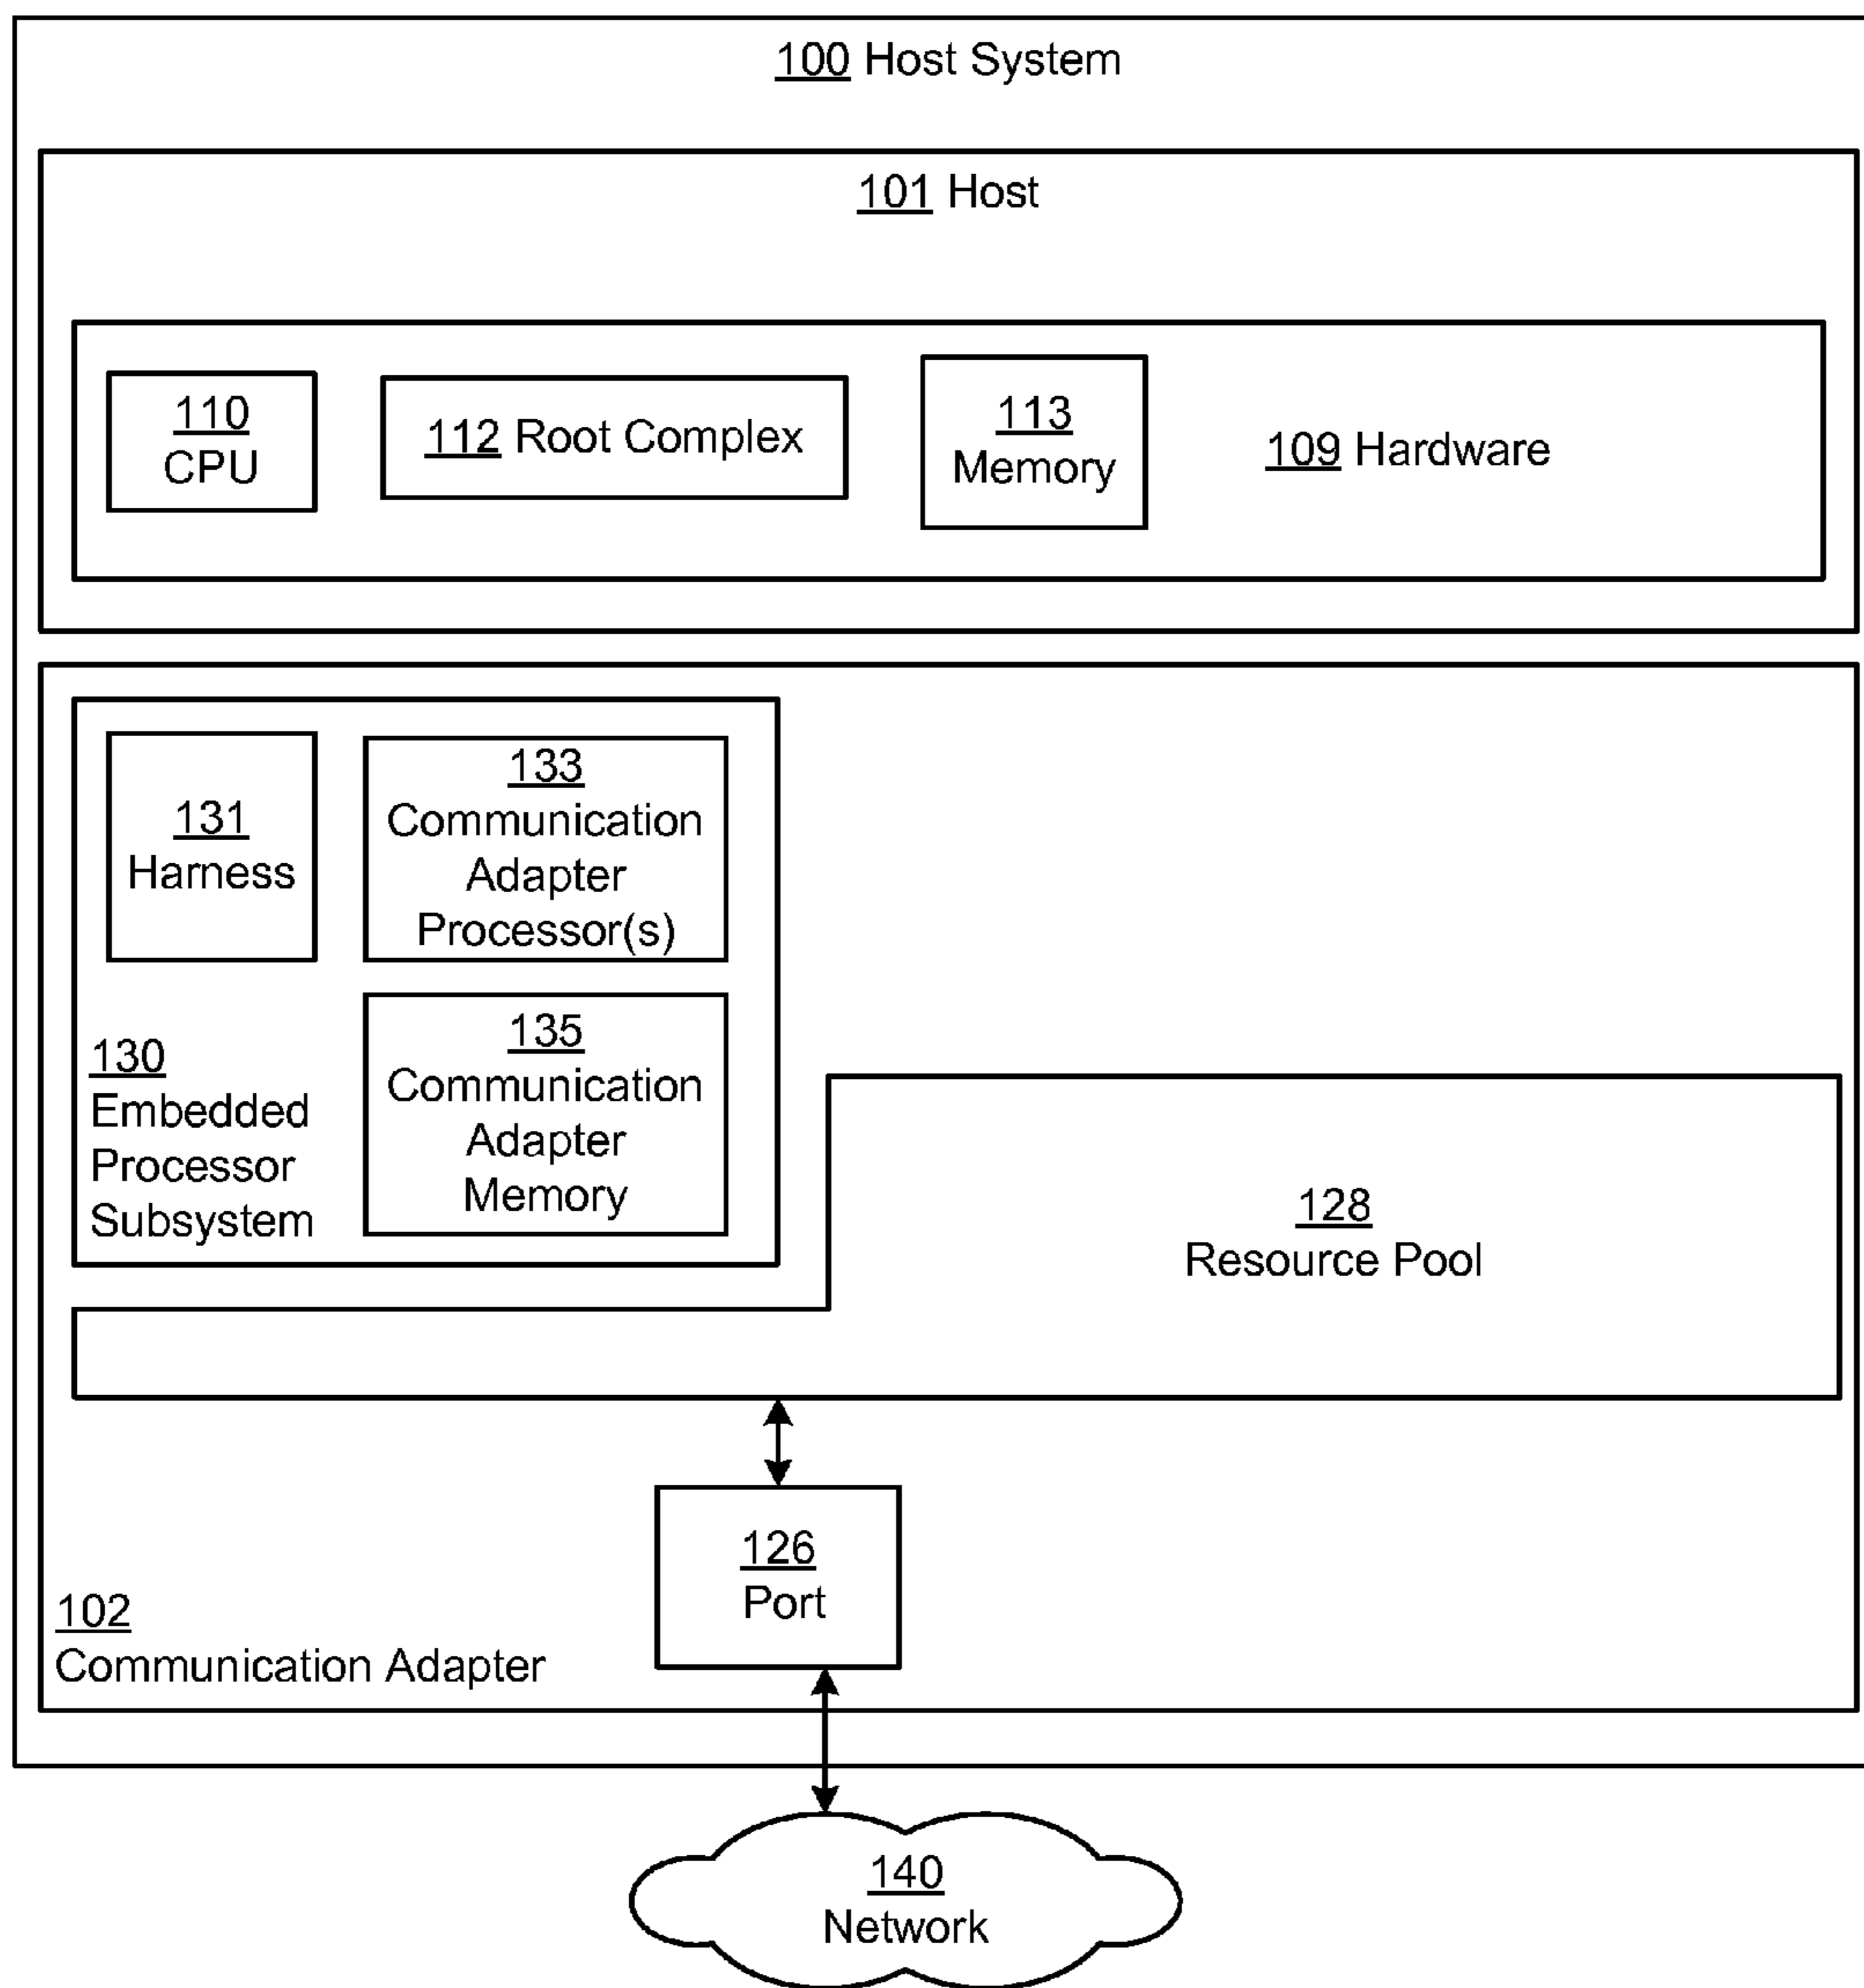 100 Host System
101 Host
110
CPU
112 Root Complex
113
Memory
109 Hardware
131
Harness
133
Communication
Adapter
Processor(s)
130
Embedded
Processor
Subsystem
135
Communication
Adapter
Memory
128
Resource Pool
126
Port
102
Communication Adapter
140
Network